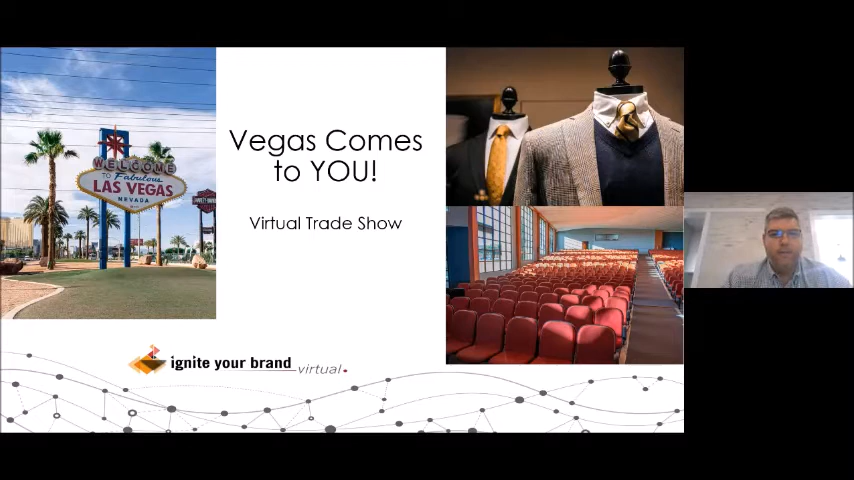 Vegas Comes
to YOU!
Virtual Trade Show
WELCOME
TO Fabulous
LAS VEGAS
NEVADA
ignite your brand
virtual